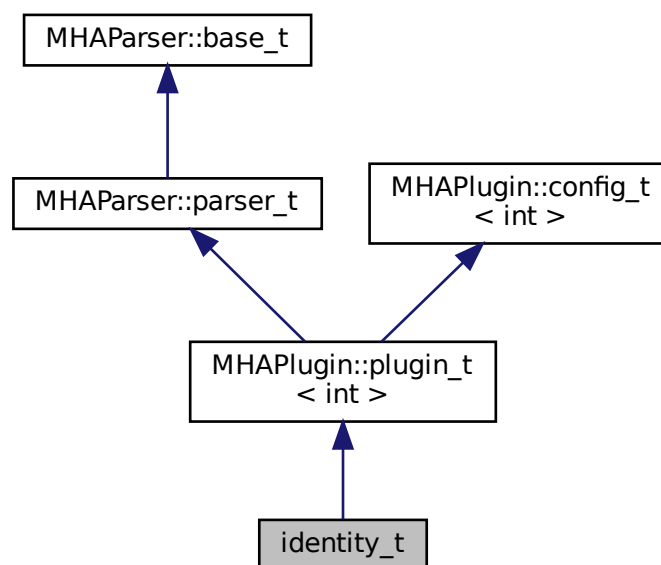 MHAParser::base_t
MHAParser::parser_t
MHAPlugin::config_t
< int >
MHAPlugin::plugin_t
< int >
identity_t